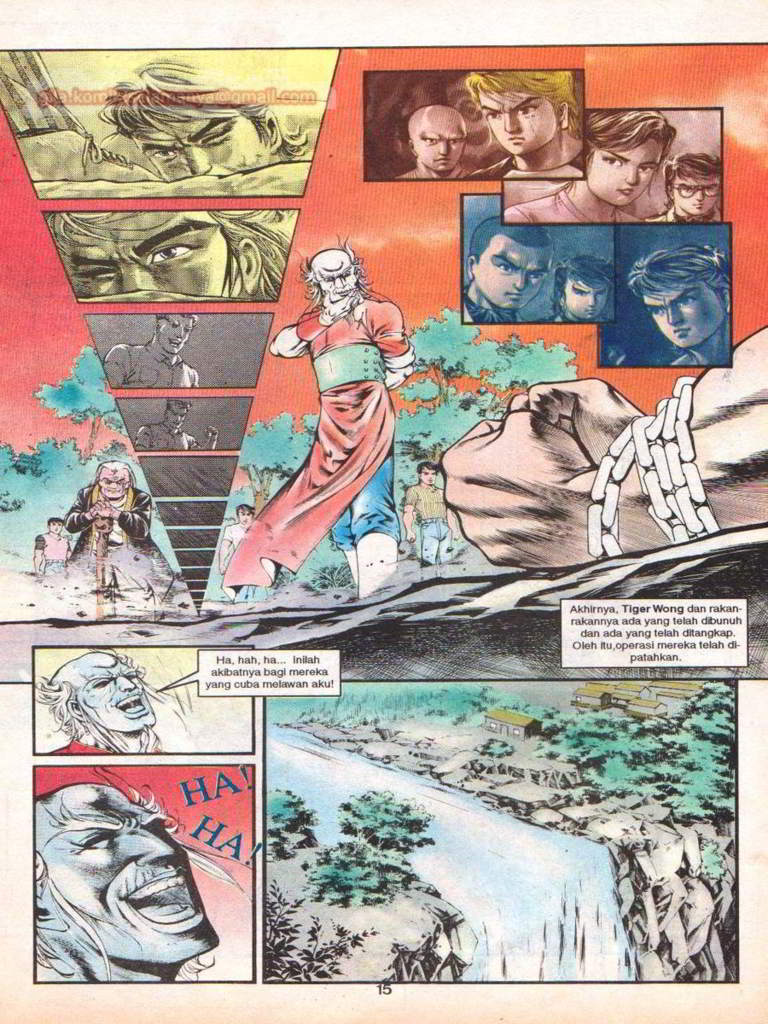 Akhirnya, Tiger Wong dan rakan-
rakannya ada yang telah dibunuh
dan ada yang telah ditangkap.
Oleh itu,operasi mereka telah di-
patahkan.
Ha, hah, ha... Inilah
akibatnya bagi mereka
yang cuba melawan aku!
HA!
HA!
15